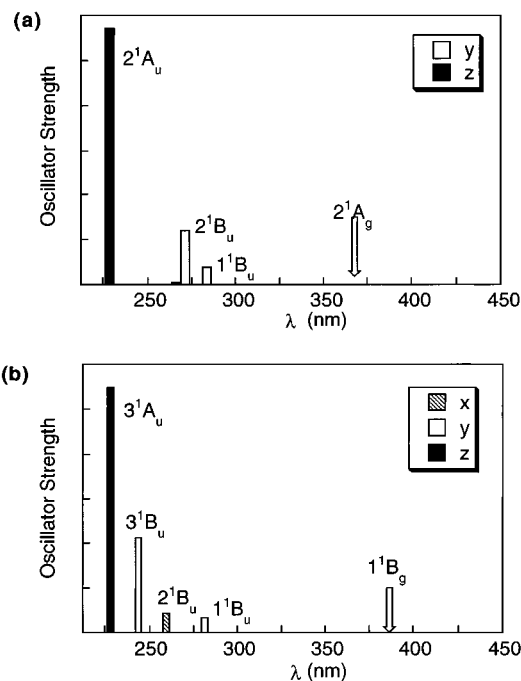 (a)
Oscillator Strength
2¹Aᵤ
2¹Bᵤ
1¹Bᵤ
2¹A_g
y
z
250 300 350 400 450
λ (nm)
(b)
Oscillator Strength
3¹Aᵤ
3¹Bᵤ
2¹Bᵤ
1¹Bᵤ
1¹B_g
x
y
z
250 300 350 400 450
λ (nm)